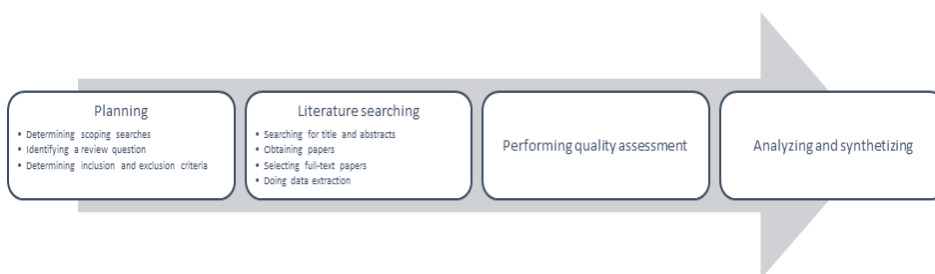 Planning
• Determining scoping searches
• Identifying a review question
• Determining inclusion and exclusion criteria
Literature searching
• Searching for title and abstracts
• Obtaining papers
• Selecting full-text papers
• Doing data extraction
Performing quality assessment
Analyzing and synthetizing